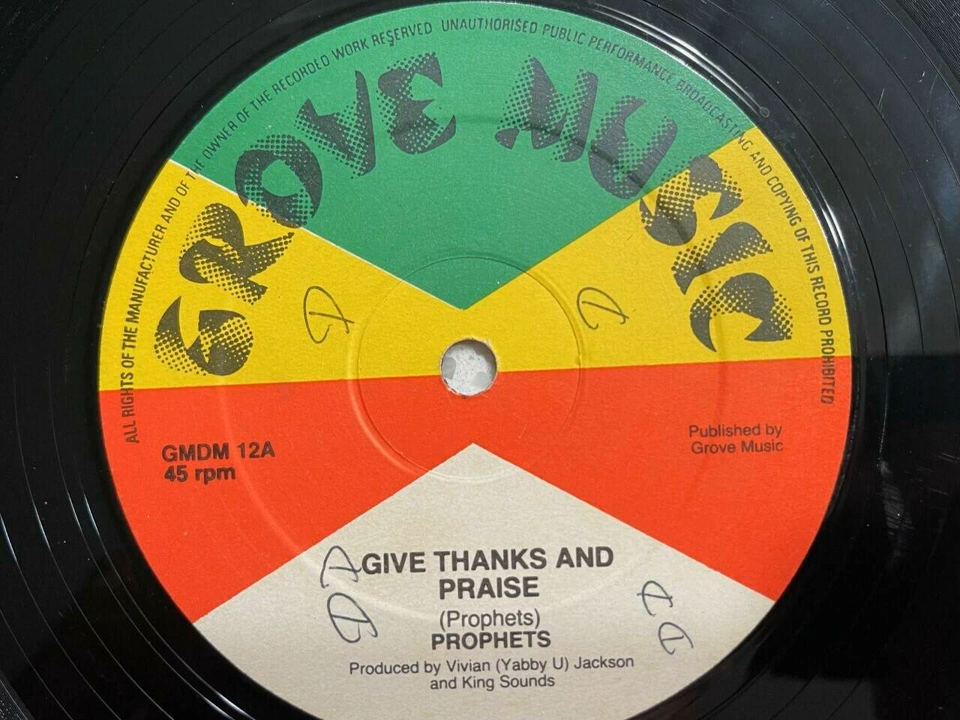 ALL RIGHTS OF THE MANUFACTURER AND OF THE OWNER OF THE RECORDED WORK RESERVED UNAUTHORISED PUBLIC PERFORMANCE BROADCASTING AND COPYING OF THIS RECORD PROHIBITED
GROVE MUSIC
GMDM 12A
45 rpm
Published by
Grove Music
GIVE THANKS AND
PRAISE
(Prophets)
PROPHETS
Produced by Vivian (Yabby U) Jackson
and King Sounds